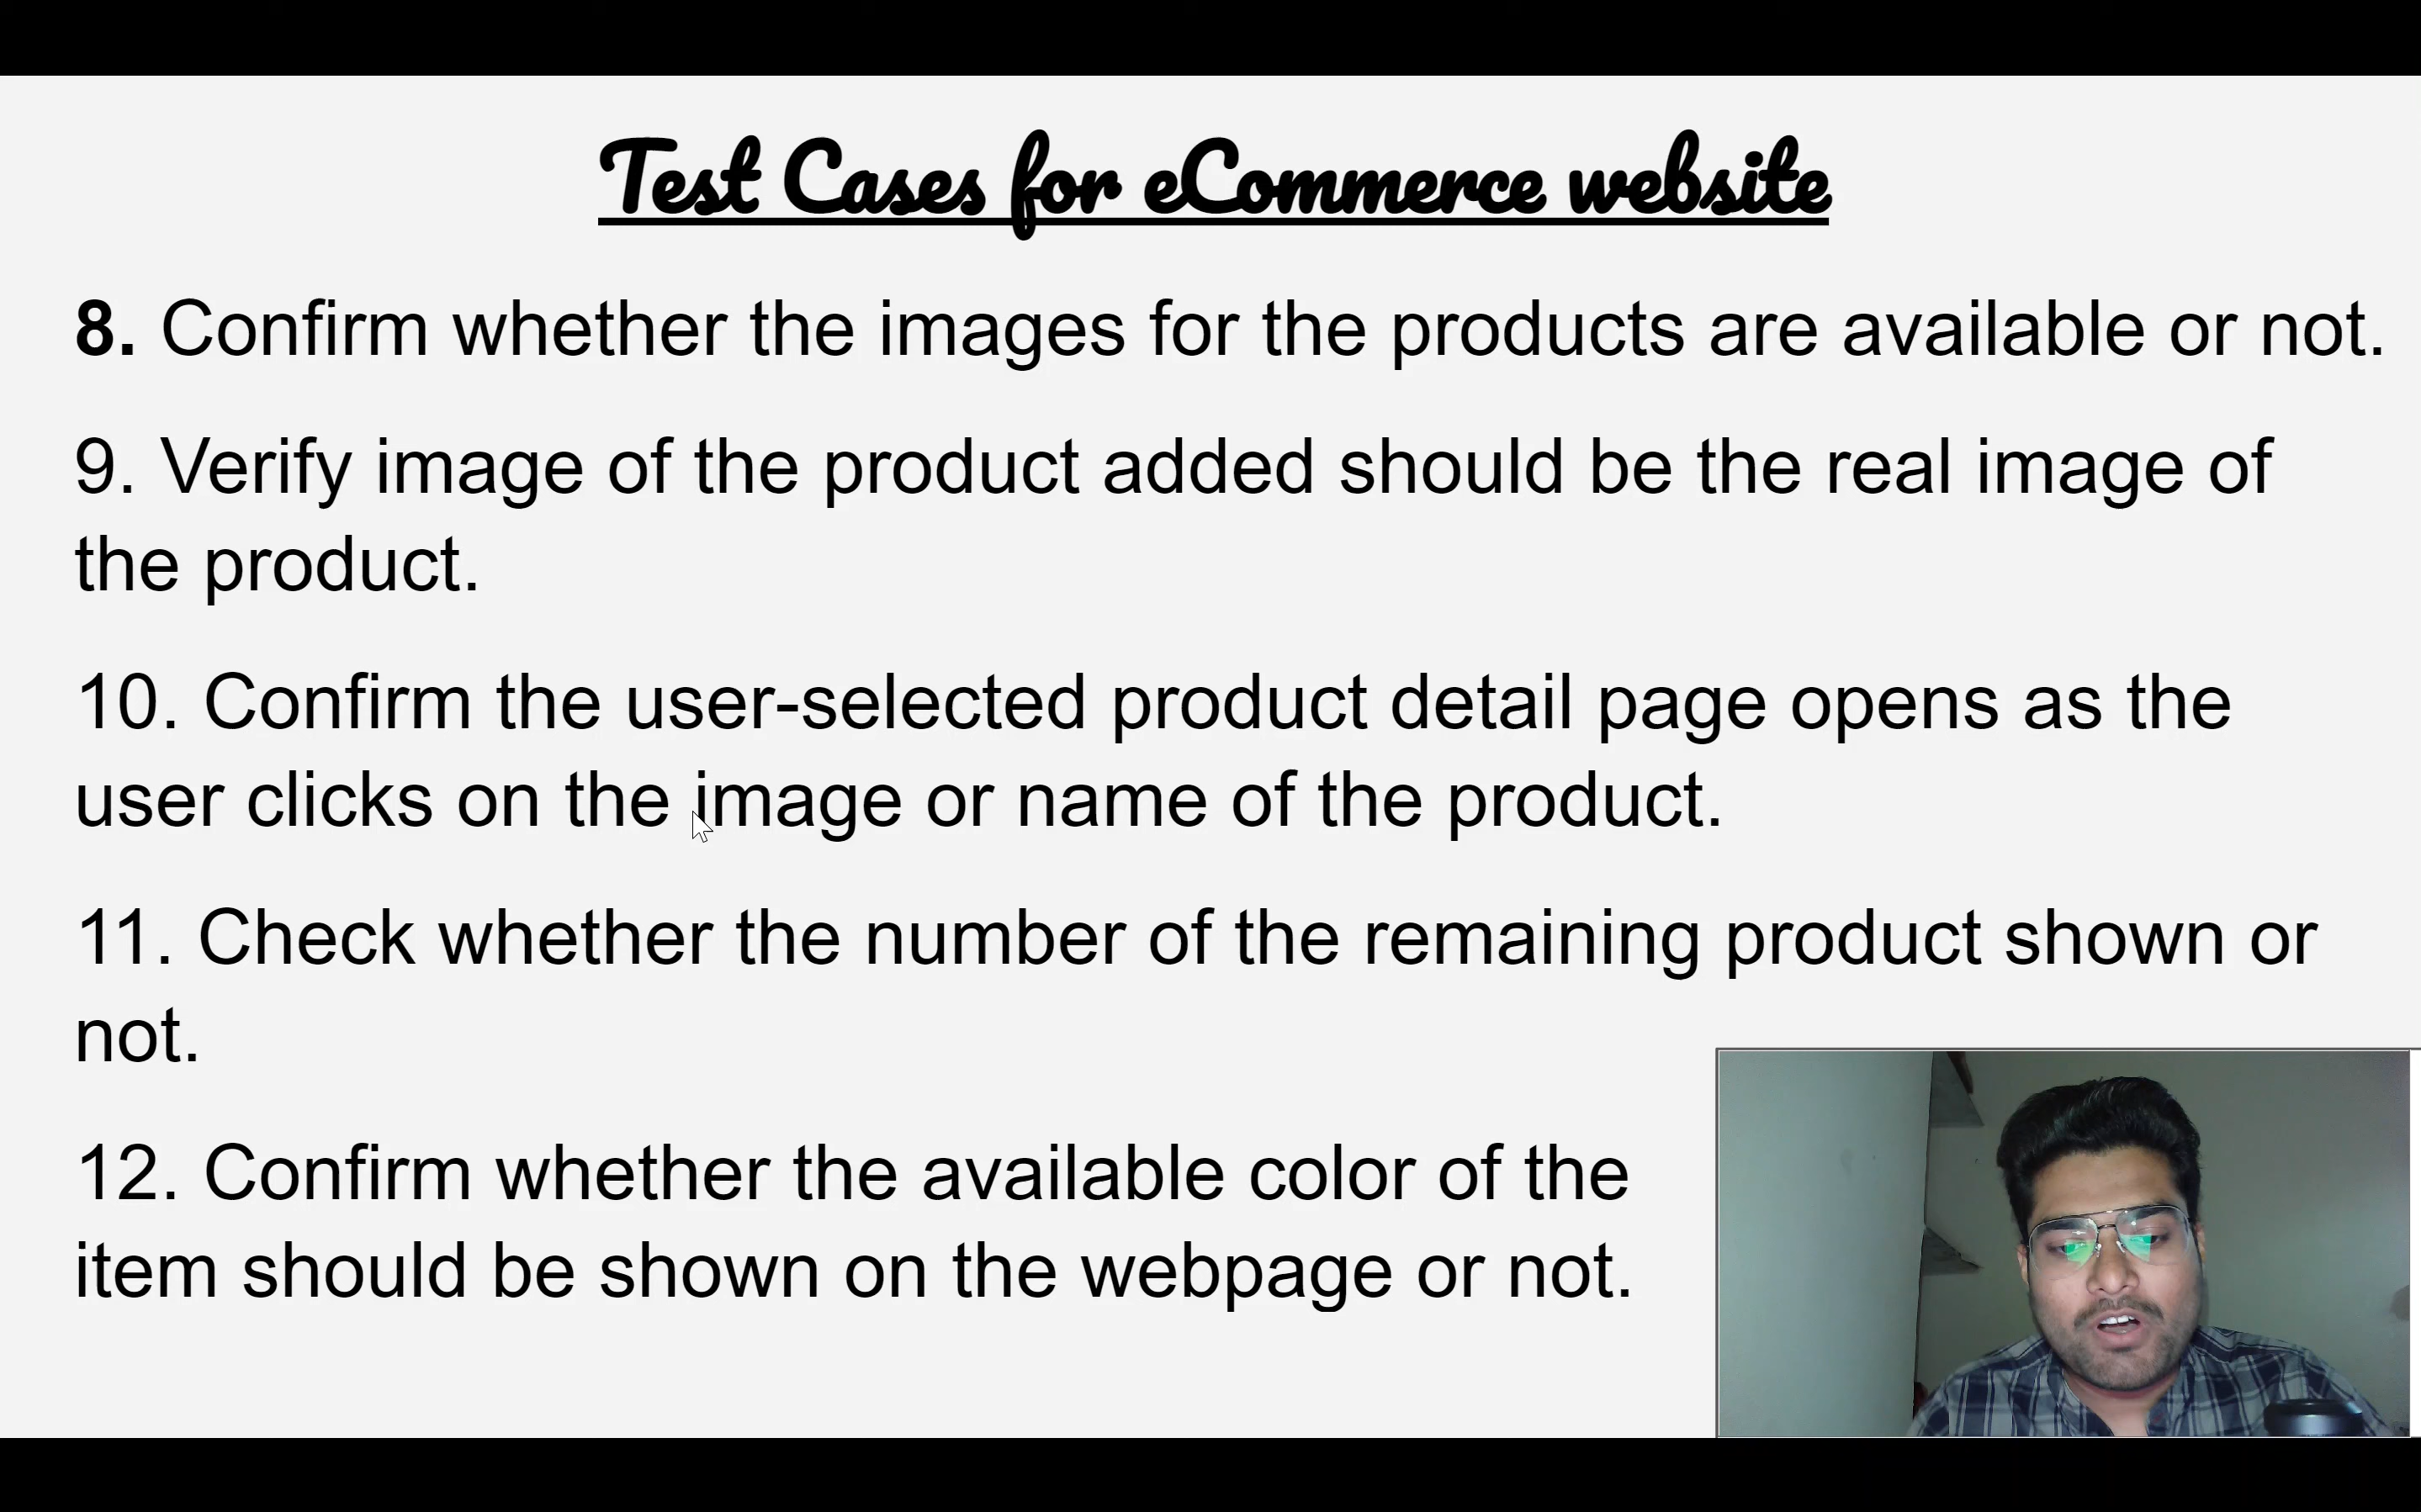 Test Cases for eCommerce website
8. Confirm whether the images for the products are available or not.
9. Verify image of the product added should be the real image of
the product.
10. Confirm the user-selected product detail page opens as the
user clicks on the image or name of the product.
11. Check whether the number of the remaining product shown or
not.
12. Confirm whether the available color of the
item should be shown on the webpage or not.